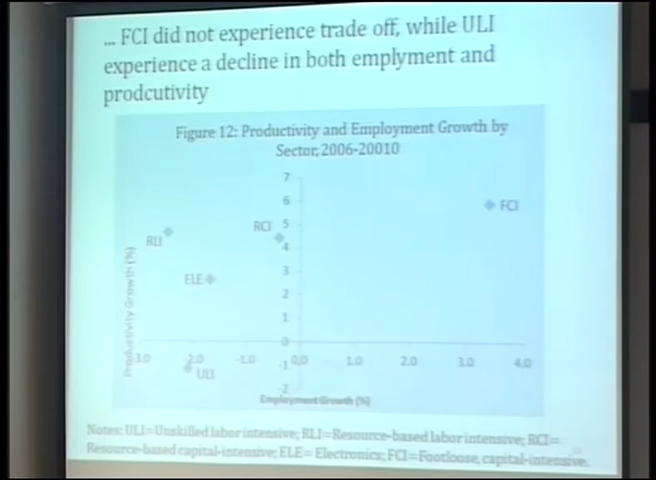 ... FCI did not experience trade off, while ULI
experience a decline in both emplyment and
prodcutivity
Figure 12: Productivity and Employment Growth by
Sector, 2006-20010
7
6
FCI
RCI 5
RLI
4
3
ELE
2
1
0
3.0 -2.0 -1.0 0.0 1.0 2.0 3.0 4.0
-1
ULI
-2
Productivity Growth (%)
Employment Growth (%)
Notes: ULI=Unskilled labor intensive; RLI=Resource-based labor intensive; RCI=
Resource-based capital-intensive; ELE= Electronics; FCI=Footloose, capital-intensive.